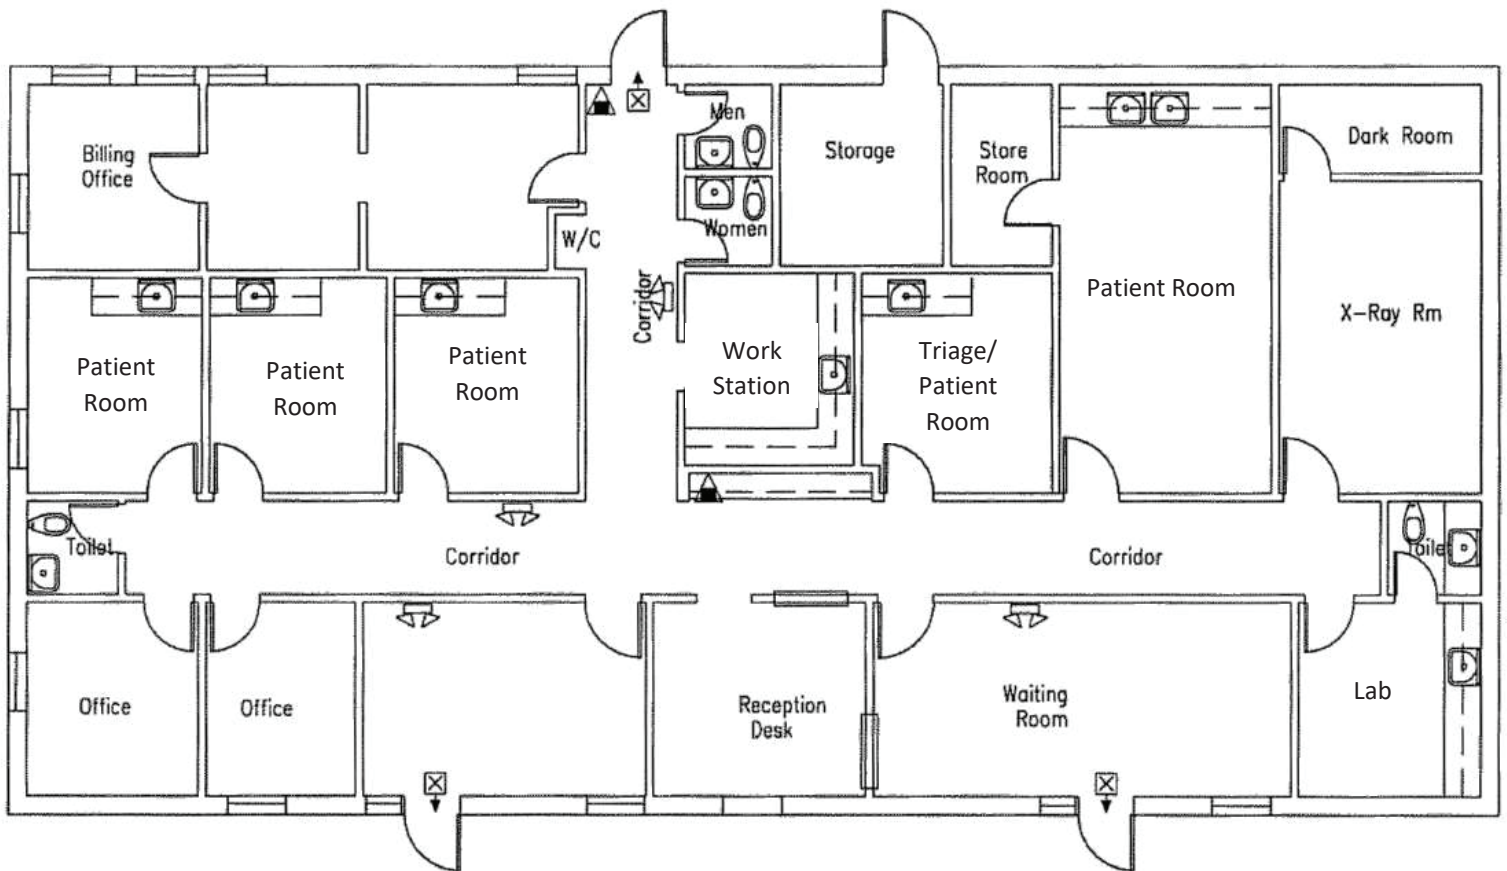 Men
Billing
Office
Storage
Store
Room
Dark Room
W/C
Women
Corridor
Patient Room
X-Ray Rm
Patient
Room
Patient
Room
Patient
Room
Work
Station
Triage/
Patient
Room
Toilet
Corridor
Corridor
Toilet
Office
Office
Reception
Desk
Waiting
Room
Lab